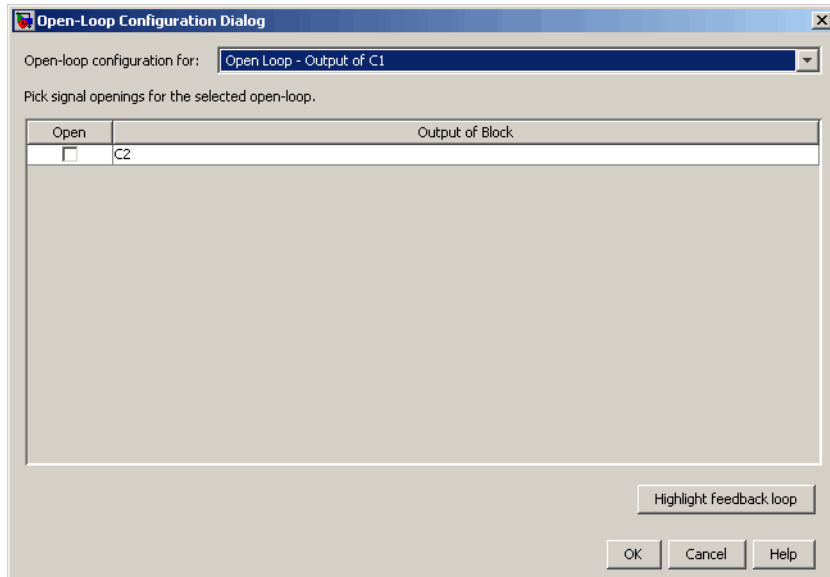 Open-Loop Configuration Dialog
Open-loop configuration for: Open Loop - Output of C1
Pick signal openings for the selected open-loop.
Open Output of Block
C2
Highlight feedback loop
OK Cancel Help